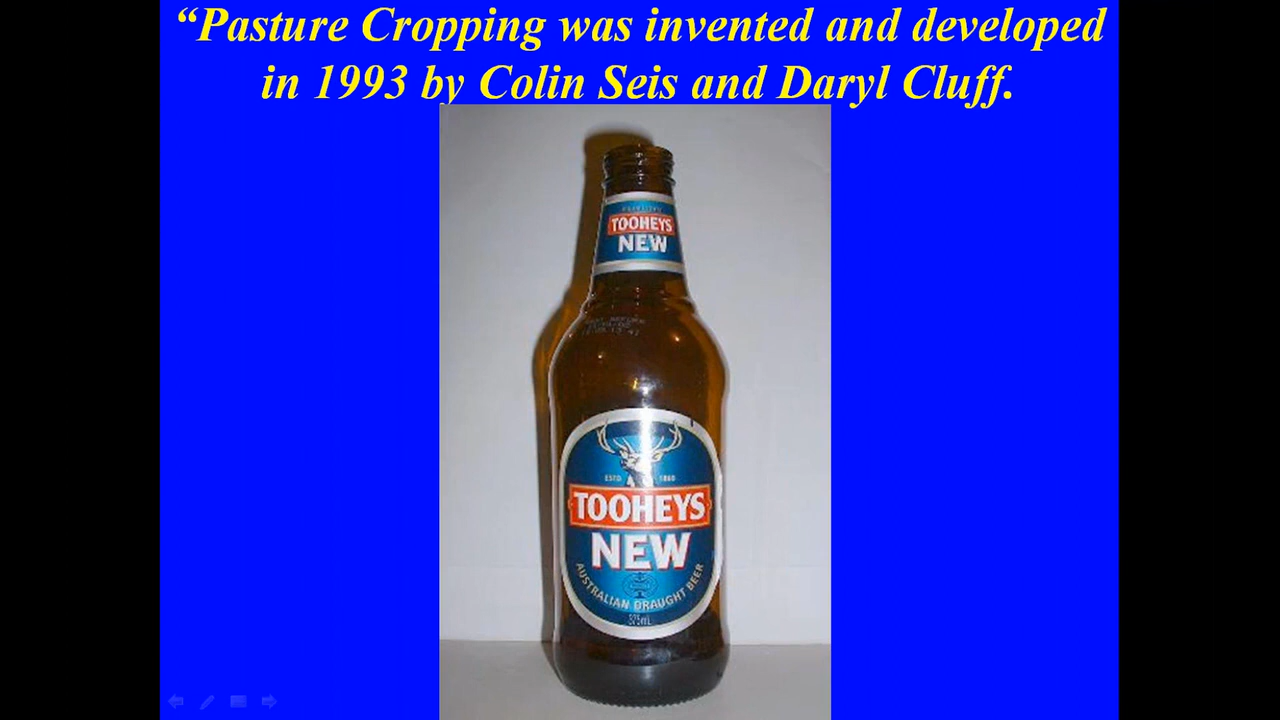 “Pasture Cropping was invented and developed
in 1993 by Colin Seis and Daryl Cluff.
TOOHEYS
NEW
ESTD 1869
TOOHEYS
NEW
AUSTRALIAN DRAUGHT BEER
375mL